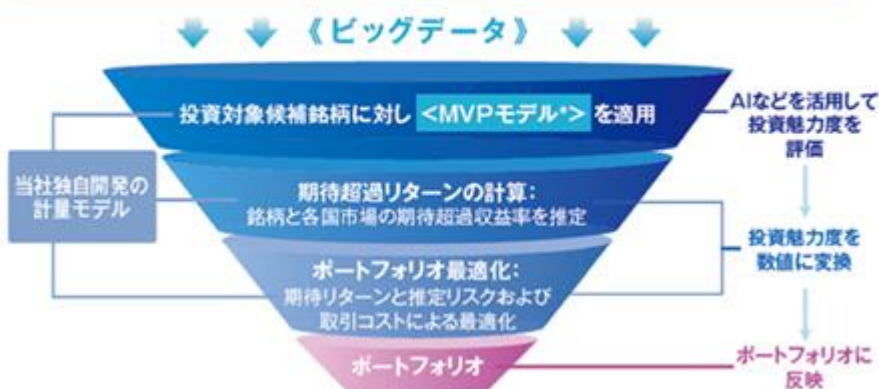 《ビッグデータ》
投資対象候補銘柄に対し <MVPモデル*> を適用
AIなどを活用して
投資魅力度を
評価
当社独自開発の
計量モデル
期待超過リターンの計算:
銘柄と各国市場の期待超過収益率を推定
投資魅力度を
数値に変換
ポートフォリオ最適化:
期待リターンと推定リスクおよび
取引コストによる最適化
ポートフォリオ
ポートフォリオに
反映